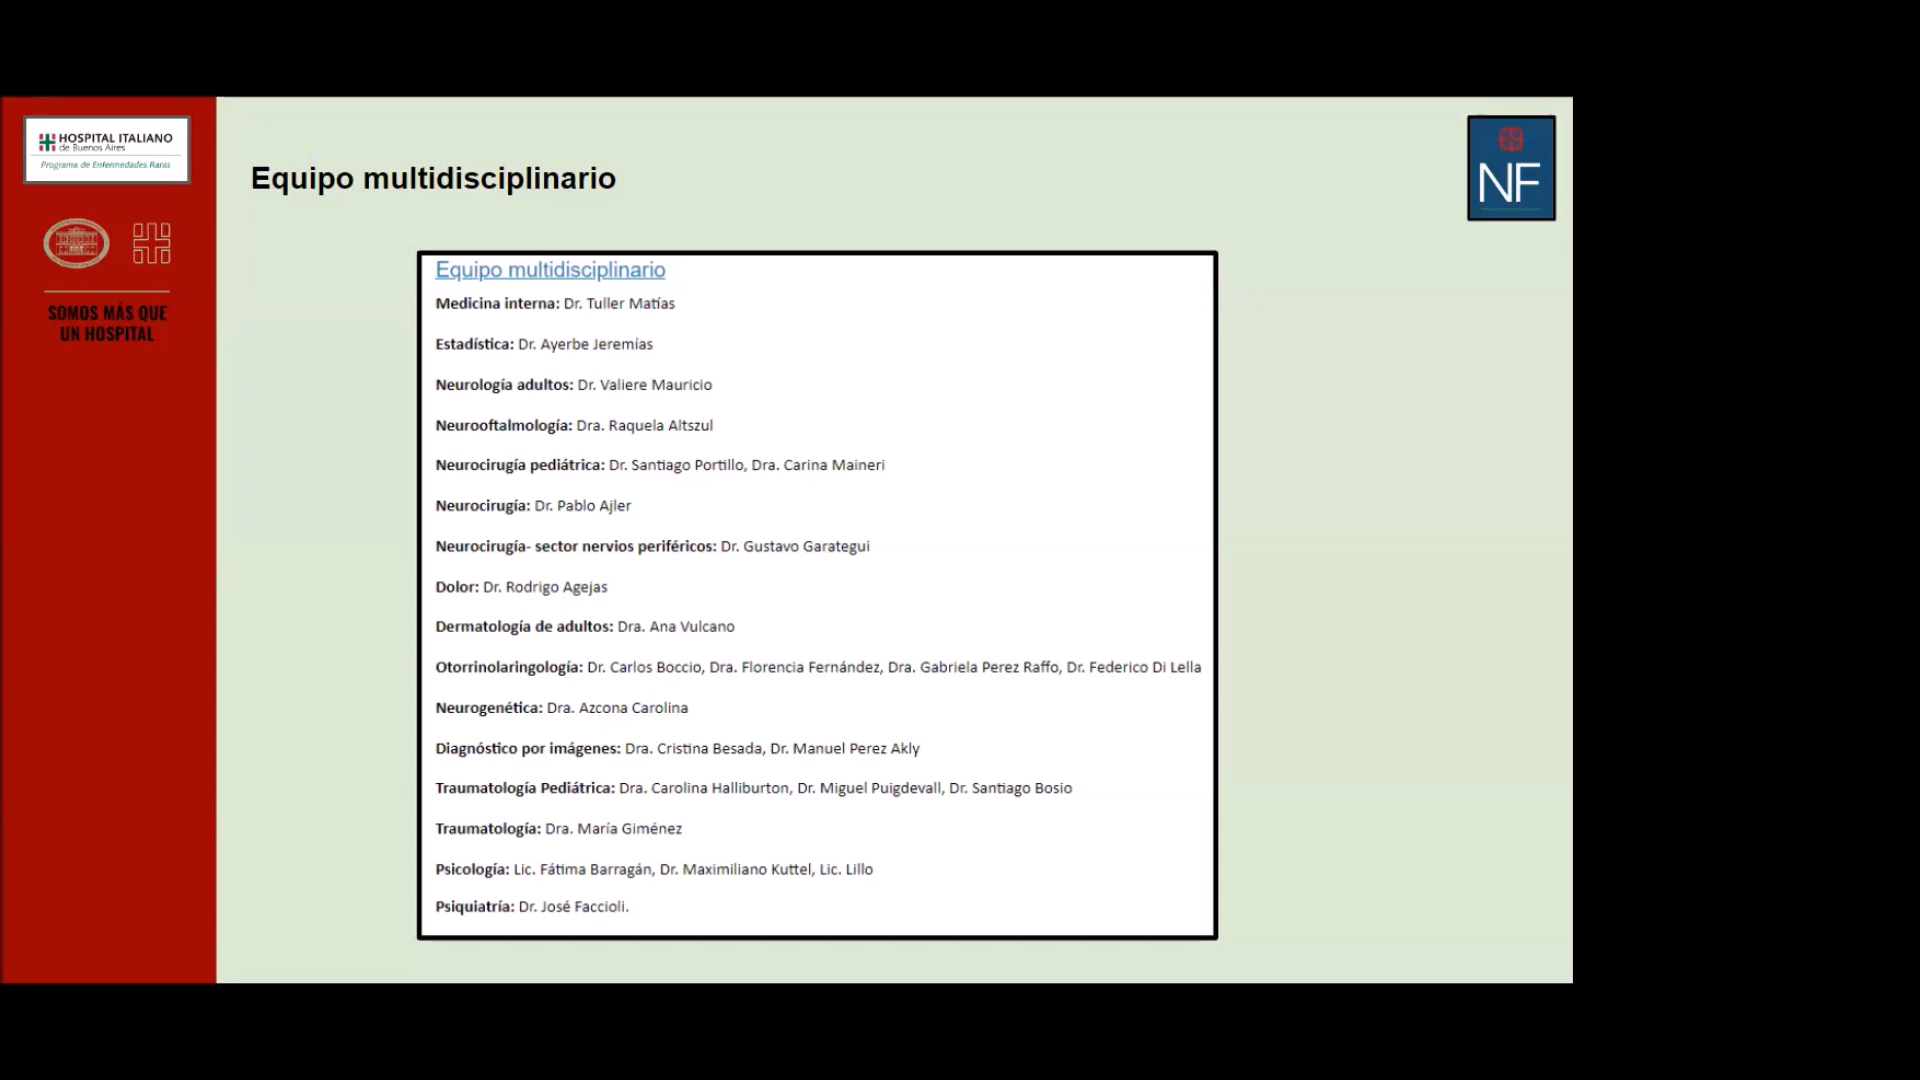 HOSPITAL ITALIANO
de Buenos Aires
Programa de Enfermedades Raras
SOMOS MÁS QUE
UN HOSPITAL
Equipo multidisciplinario
NF
Equipo multidisciplinario
Medicina interna: Dr. Tuller Matías
Estadística: Dr. Ayerbe Jeremías
Neurología adultos: Dr. Valiere Mauricio
Neurooftalmología: Dra. Raquela Altszul
Neurocirugía pediátrica: Dr. Santiago Portillo, Dra. Carina Maineri
Neurocirugía: Dr. Pablo Ajler
Neurocirugía- sector nervios periféricos: Dr. Gustavo Garategui
Dolor: Dr. Rodrigo Agejas
Dermatología de adultos: Dra. Ana Vulcano
Otorrinolaringología: Dr. Carlos Boccio, Dra. Florencia Fernández, Dra. Gabriela Perez Raffo, Dr. Federico Di Lella
Neurogenética: Dra. Azcona Carolina
Diagnóstico por imágenes: Dra. Cristina Besada, Dr. Manuel Perez Akly
Traumatología Pediátrica: Dra. Carolina Halliburton, Dr. Miguel Puigdevall, Dr. Santiago Bosio
Traumatología: Dra. María Giménez
Psicología: Lic. Fátima Barragán, Dr. Maximiliano Kuttel, Lic. Lillo
Psiquiatría: Dr. José Faccioli.